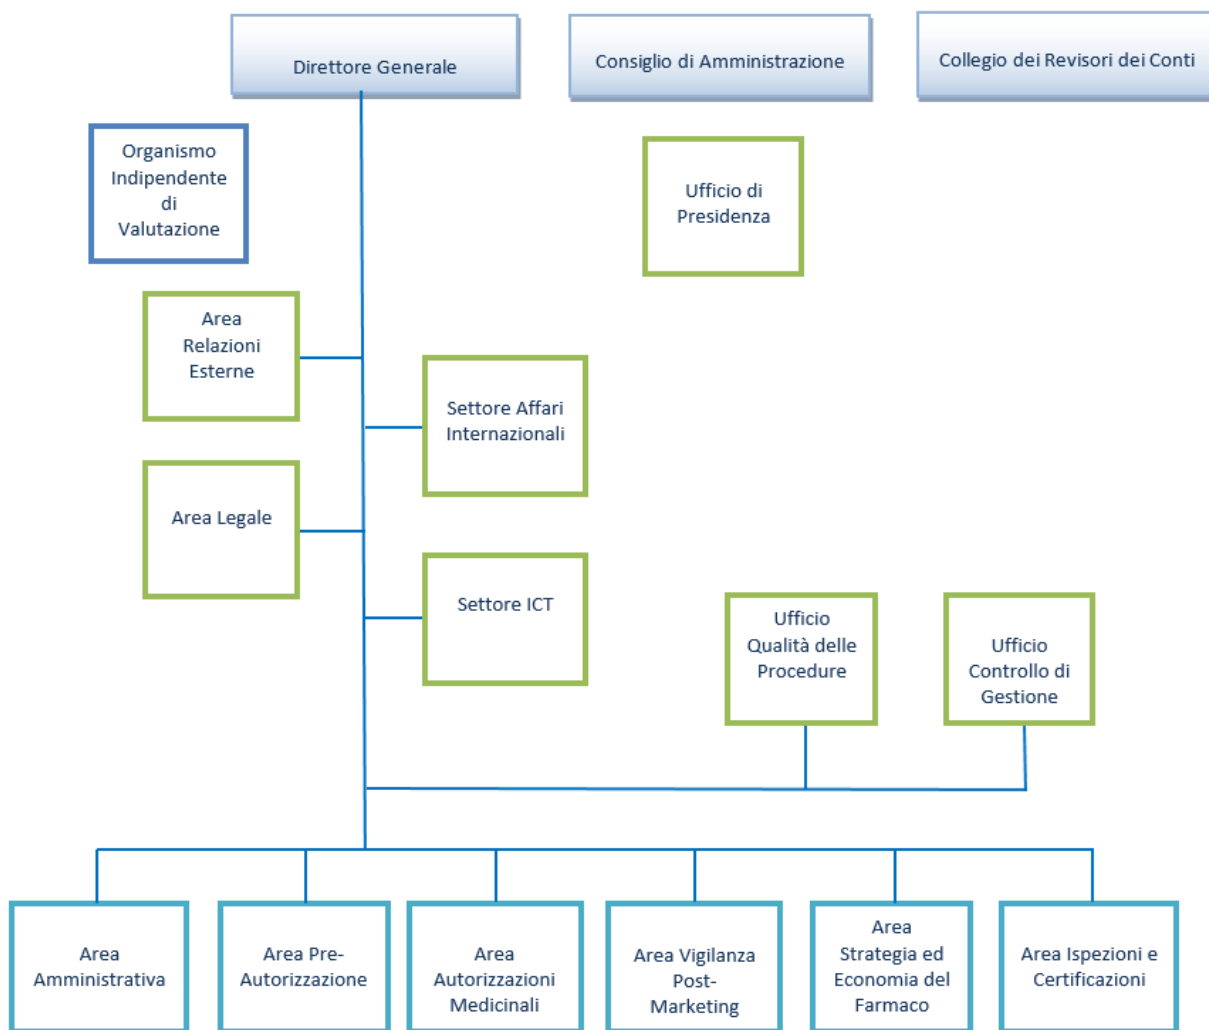 Direttore Generale
Consiglio di Amministrazione
Collegio dei Revisori dei Conti
Organismo
Indipendente
di
Valutazione
Ufficio di
Presidenza
Area
Relazioni
Esterne
Settore Affari
Internazionali
Area Legale
Settore ICT
Ufficio
Qualità delle
Procedure
Ufficio
Controllo di
Gestione
Area
Amministrativa
Area Pre-
Autorizzazione
Area
Autorizzazioni
Medicinali
Area Vigilanza
Post-
Marketing
Area
Strategia ed
Economia del
Farmaco
Area Ispezioni e
Certificazioni